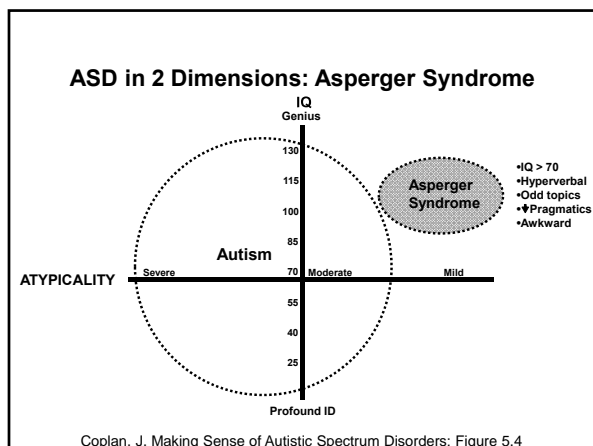 ASD in 2 Dimensions: Asperger Syndrome
IQ
Genius
130
115
100
85
70
55
40
25
Profound ID
ATYPICALITY
Severe
Moderate
Mild
Autism
Asperger
Syndrome
•IQ > 70
•Hyperverbal
•Odd topics
•🡇Pragmatics
•Awkward
Coplan, J. Making Sense of Autistic Spectrum Disorders: Figure 5.4